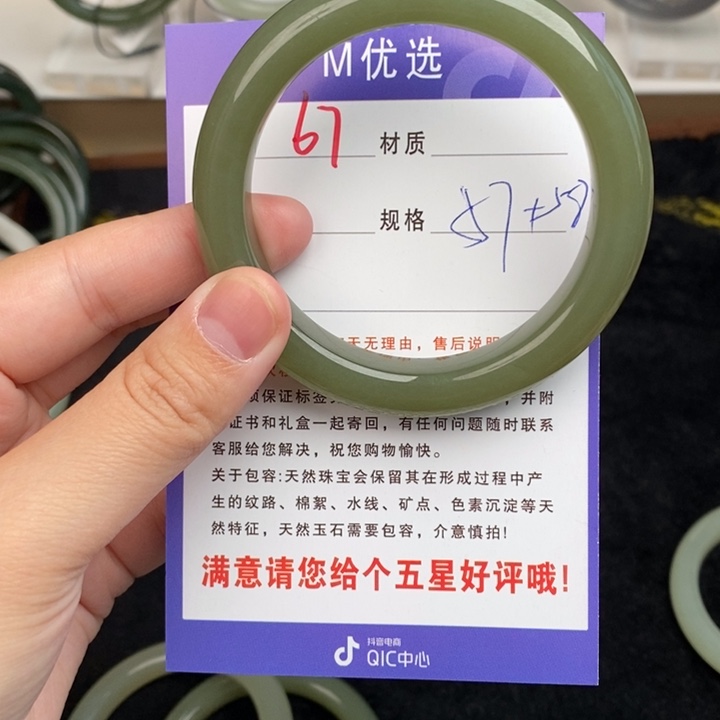 M优选
67 材质
规格 57±58
天无理由，售后说明
保证标签
，并附
证书和礼盒一起寄回，有任何问题随时联系
客服给您解决，祝您购物愉快。
关于包容:天然珠宝会保留其在形成过程中产
生的纹路、棉絮、水线、矿点、色素沉淀等天
然特征，天然玉石需要包容，介意慎拍!
满意请您给个五星好评哦!
抖音电商
QIC中心